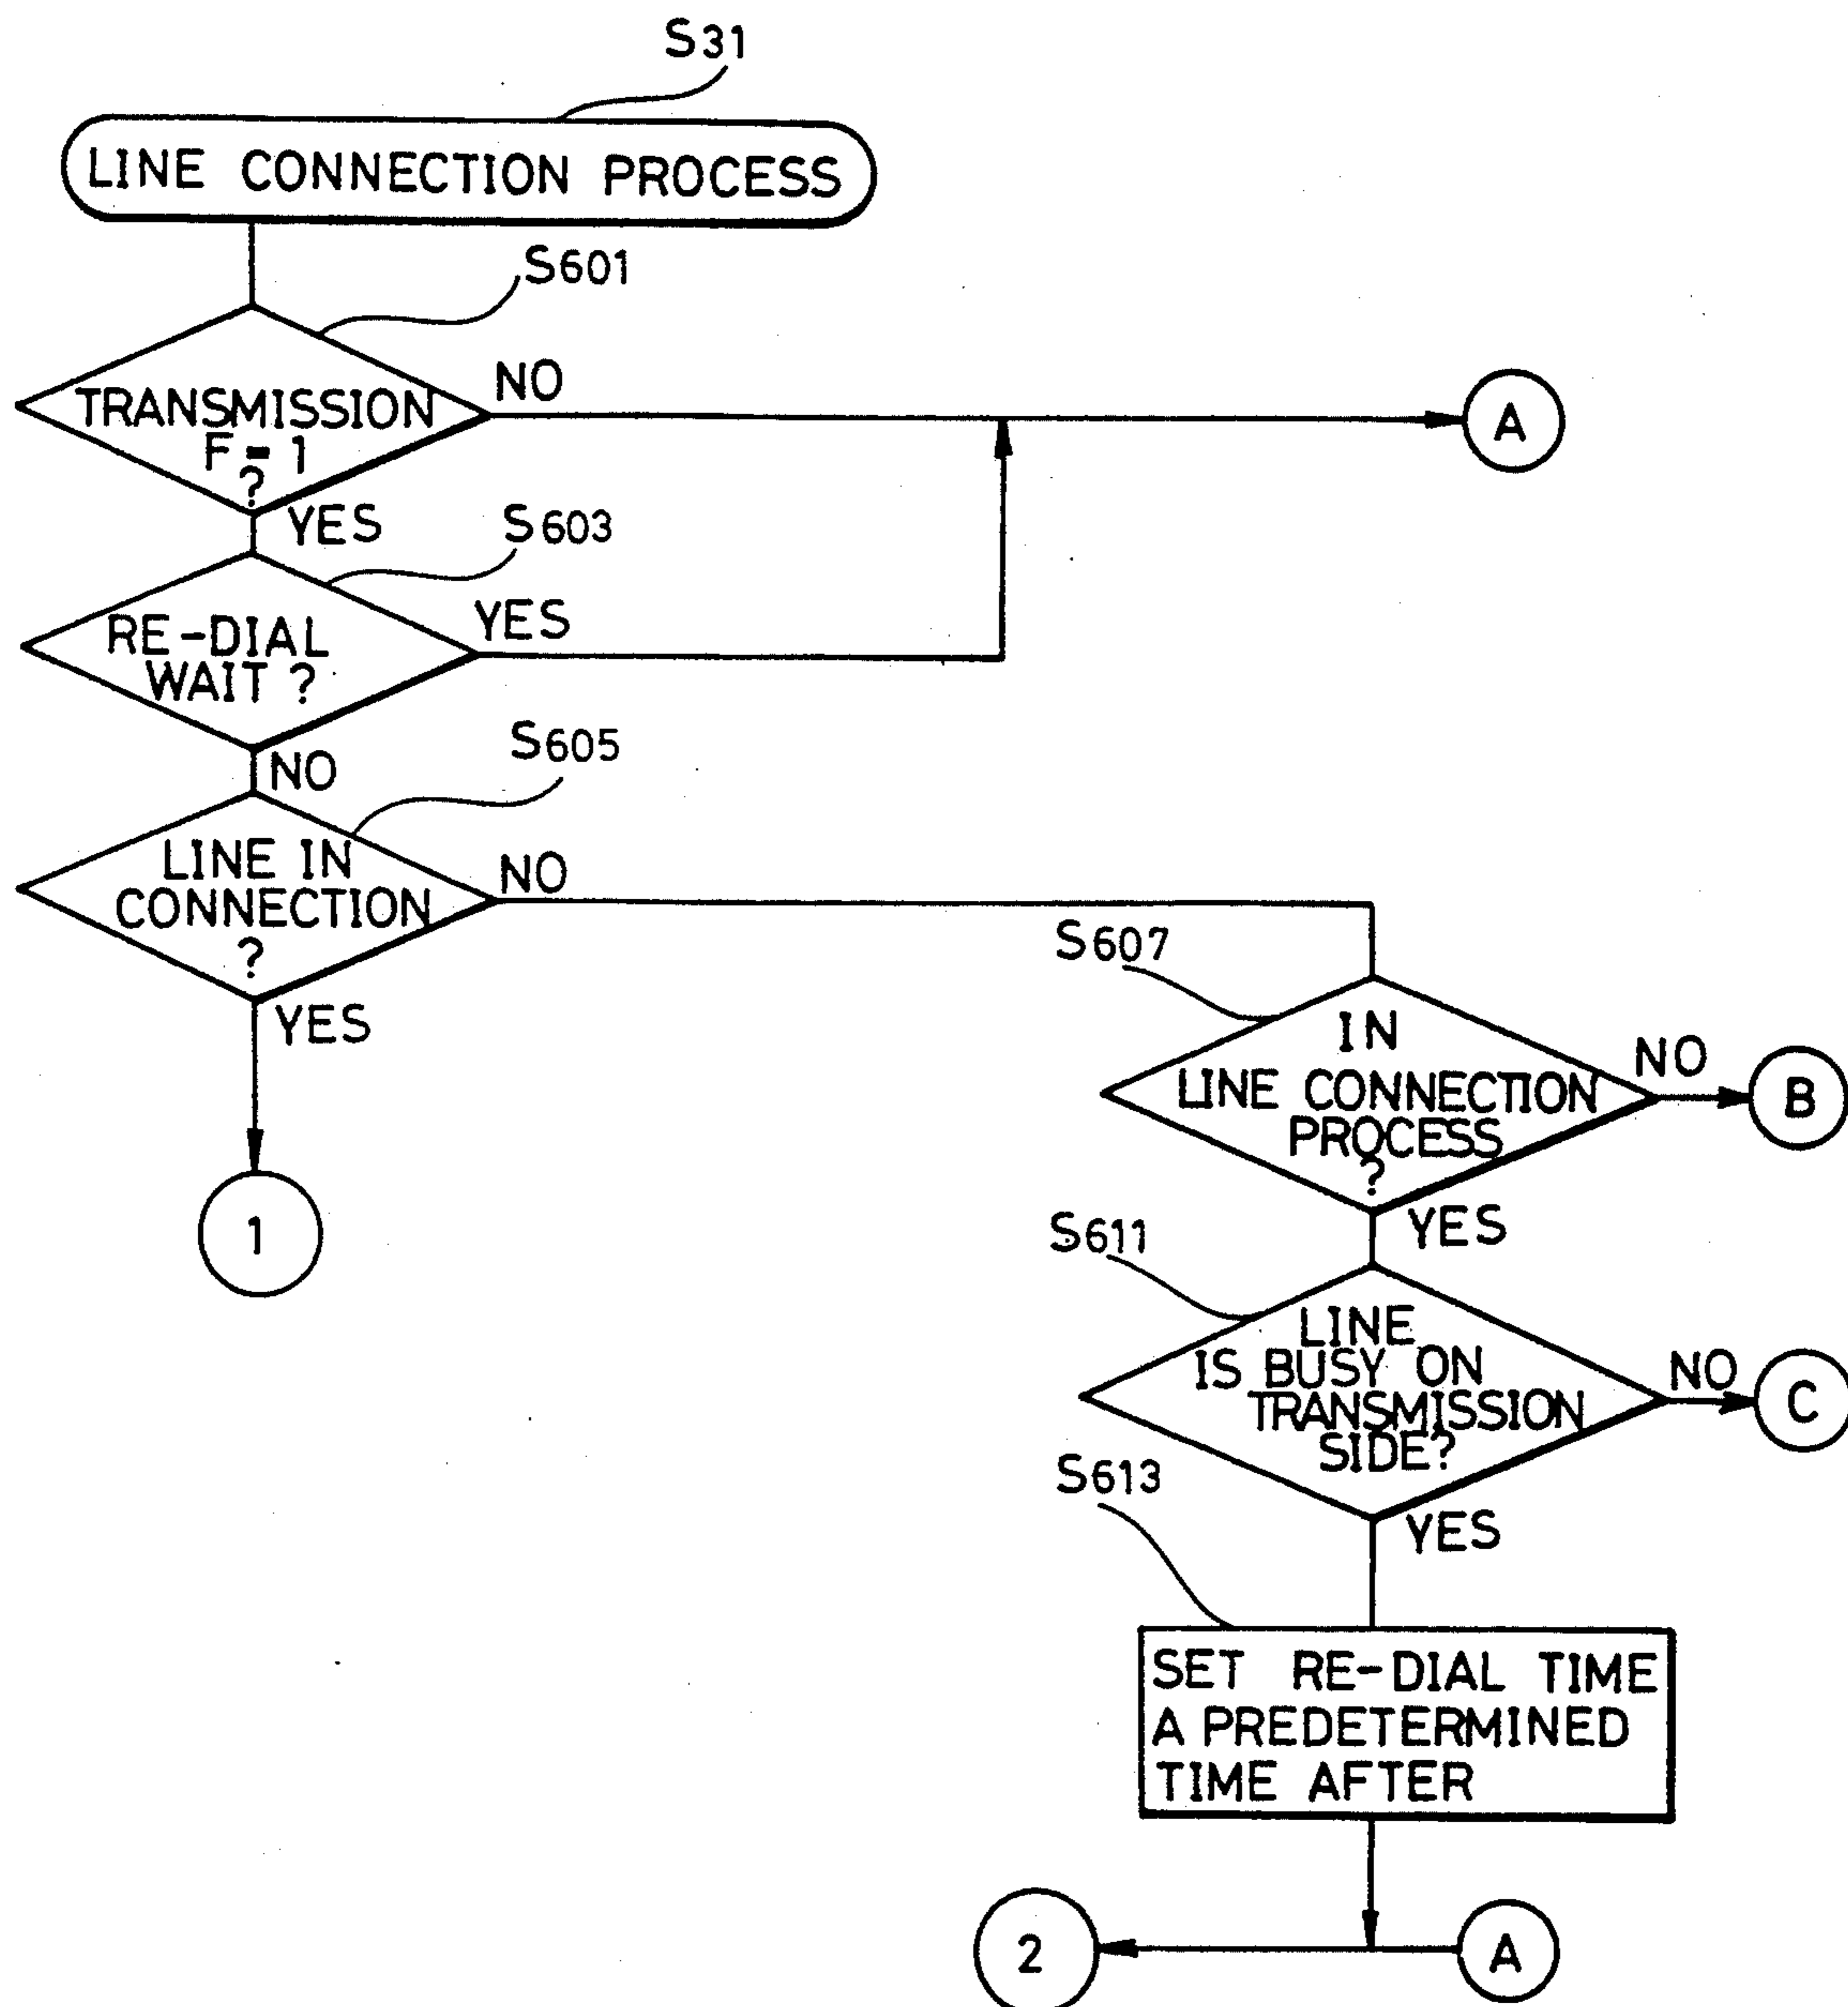 S31
LINE CONNECTION PROCESS
S601
TRANSMISSION
F = 1
?
NO
A
YES
S603
RE-DIAL
WAIT ?
YES
NO
S605
LINE IN
CONNECTION
?
NO
YES
1
S607
IN
LINE CONNECTION
PROCESS
?
NO
B
YES
S611
LINE
IS BUSY ON
TRANSMISSION
SIDE?
NO
C
YES
S613
SET RE-DIAL TIME
A PREDETERMINED
TIME AFTER
2
A